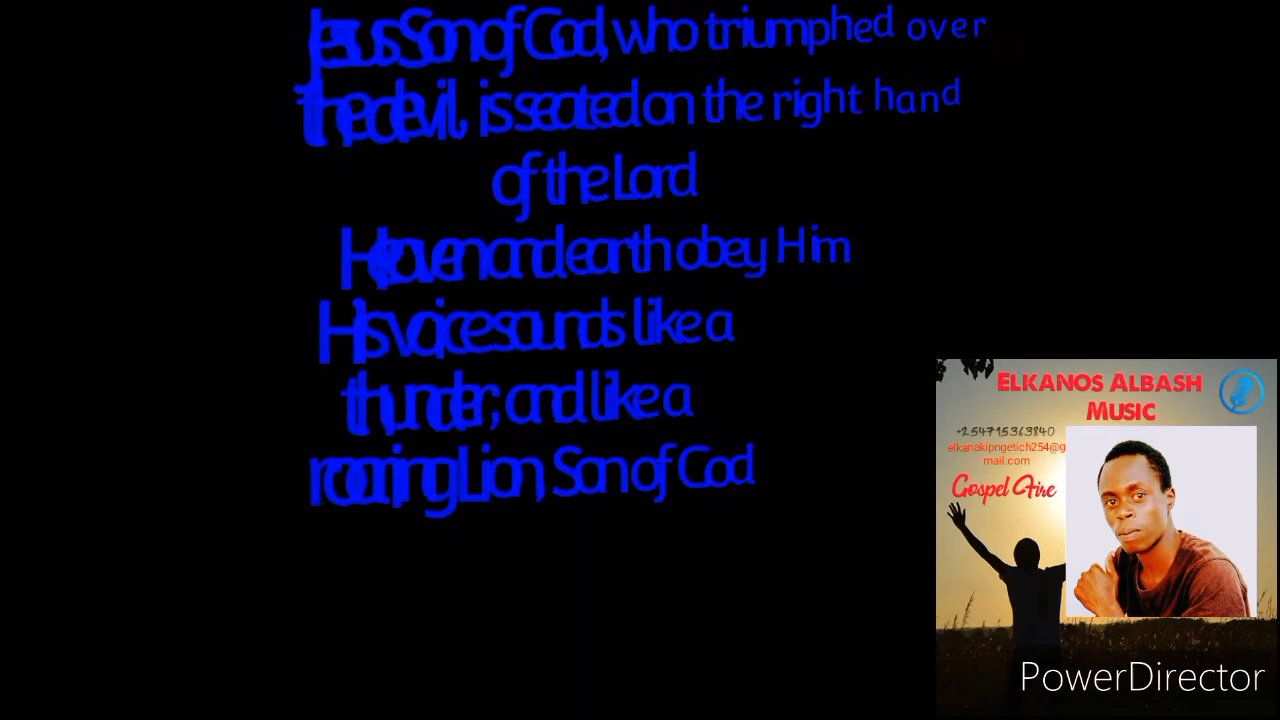 Jesus Son of God, who triumphed over
the devil, is seated on the right hand
of the Lord
Heaven and earth obey Him
His voice sounds like a
thunder, and like a
roaring Lion, Son of God
ELKANOS ALBASH
MUSIC
+254715363840
elkanakipngetich254@g
mail.com
Gospel Fire
PowerDirector